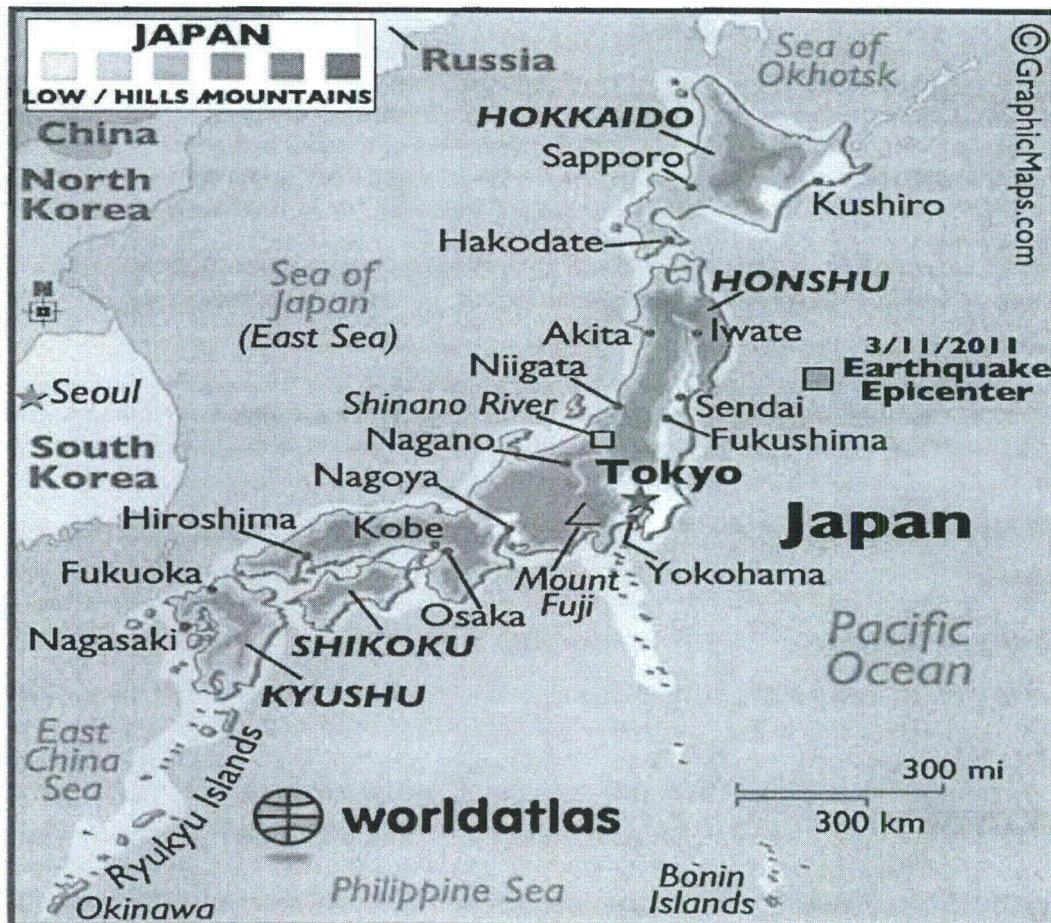 JAPAN
LOW / HILLS /MOUNTAINS
Russia
Sea of
Okhotsk
©GraphicMaps.com
China
HOKKAIDO
Sapporo
North
Korea
Kushiro
Hakodate
Sea of
Japan
(East Sea)
N
HONSHU
Akita
Iwate
3/11/2011
Earthquake
Epicenter
Niigata
Seoul
Shinano River
Sendai
Nagano
Fukushima
South
Korea
Nagoya
Tokyo
Hiroshima
Kobe
Japan
Fukuoka
Mount
Fuji
Yokohama
Osaka
Nagasaki
SHIKOKU
Pacific
Ocean
KYUSHU
East
China
Sea
Ryukyu Islands
300 mi
300 km
worldatlas
Bonin
Islands
Philippine Sea
Okinawa